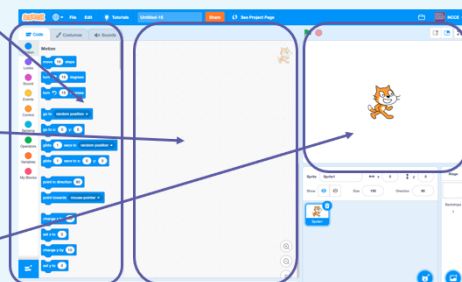 SCRATCH File Edit Tutorials Untitled-15 Share See Project Page
Code Costumes Sounds
Motion
Looks
Sound
Events
Control
Sensing
Operators
Variables
My Blocks
Motion
move 10 steps
turn 15 degrees
turn 15 degrees
go to random position
go to x: 0 y: 0
glide 1 secs to random position
glide 1 secs to x: 0 y: 0
point in direction 90
point towards mouse-pointer
change x by 10
set x to 0
change y by 10
set y to 0
Sprite Sprite1 x y
Show Size 100 Direction 90
Sprite1
Stage
Backdrops